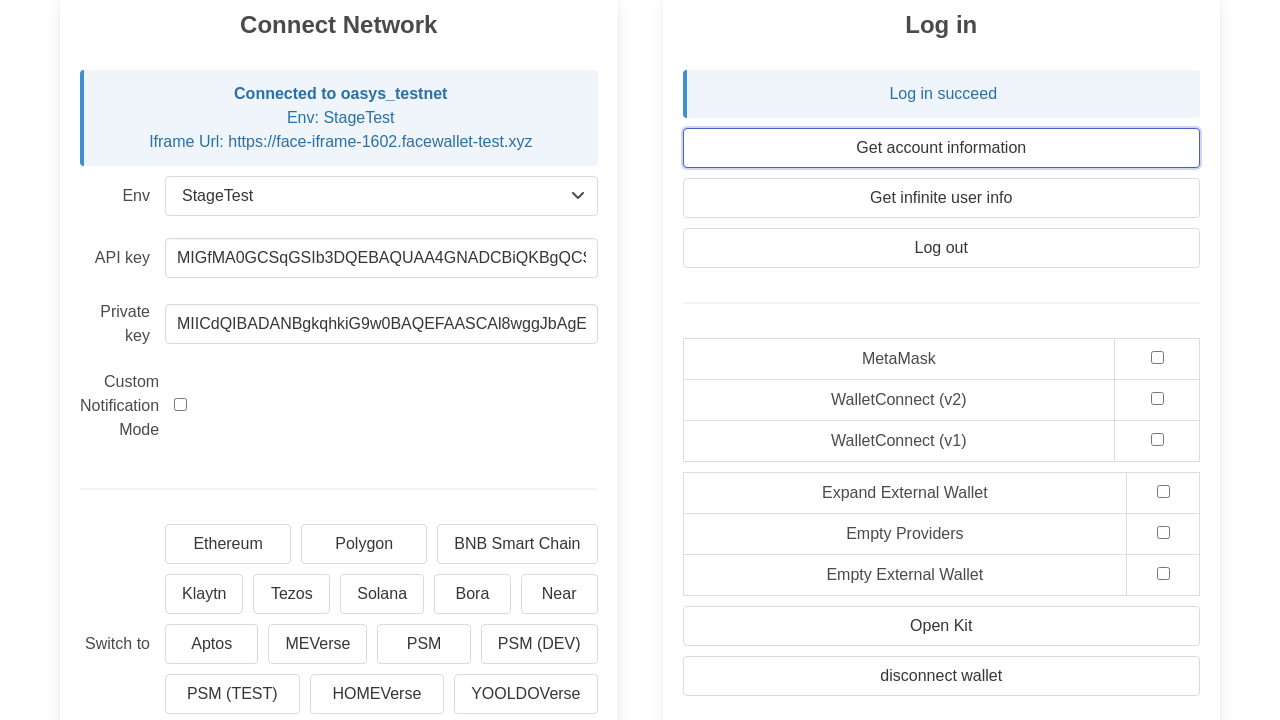 Connect Network
Connected to oasys_testnet
Env: StageTest
Iframe Url: https://face-iframe-1602.facewallet-test.xyz
Env
StageTest
API key
MIGfMA0GCSqGSIb3DQEBAQUAA4GNADCBiQKBgQCS
Private
key
MIICdQIBADANBgkqhkiG9w0BAQEFAASCAl8wggJbAgE
Custom
Notification
Mode
Switch to
Ethereum
Polygon
BNB Smart Chain
Klaytn
Tezos
Solana
Bora
Near
Aptos
MEVerse
PSM
PSM (DEV)
PSM (TEST)
HOMEVerse
YOOLDOVerse
Log in
Log in succeed
Get account information
Get infinite user info
Log out
MetaMask
WalletConnect (v2)
WalletConnect (v1)
Expand External Wallet
Empty Providers
Empty External Wallet
Open Kit
disconnect wallet